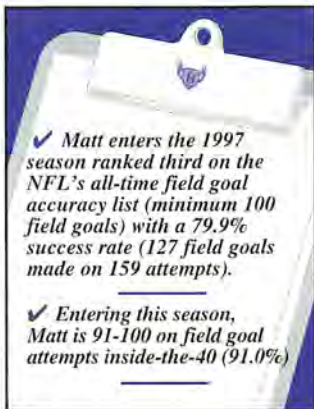 ✔ Matt enters the 1997
season ranked third on the
NFL's all-time field goal
accuracy list (minimum 100
field goals) with a 79.9%
success rate (127 field goals
made on 159 attempts).
✔ Entering this season,
Matt is 91-100 on field goal
attempts inside-the-40 (91.0%)